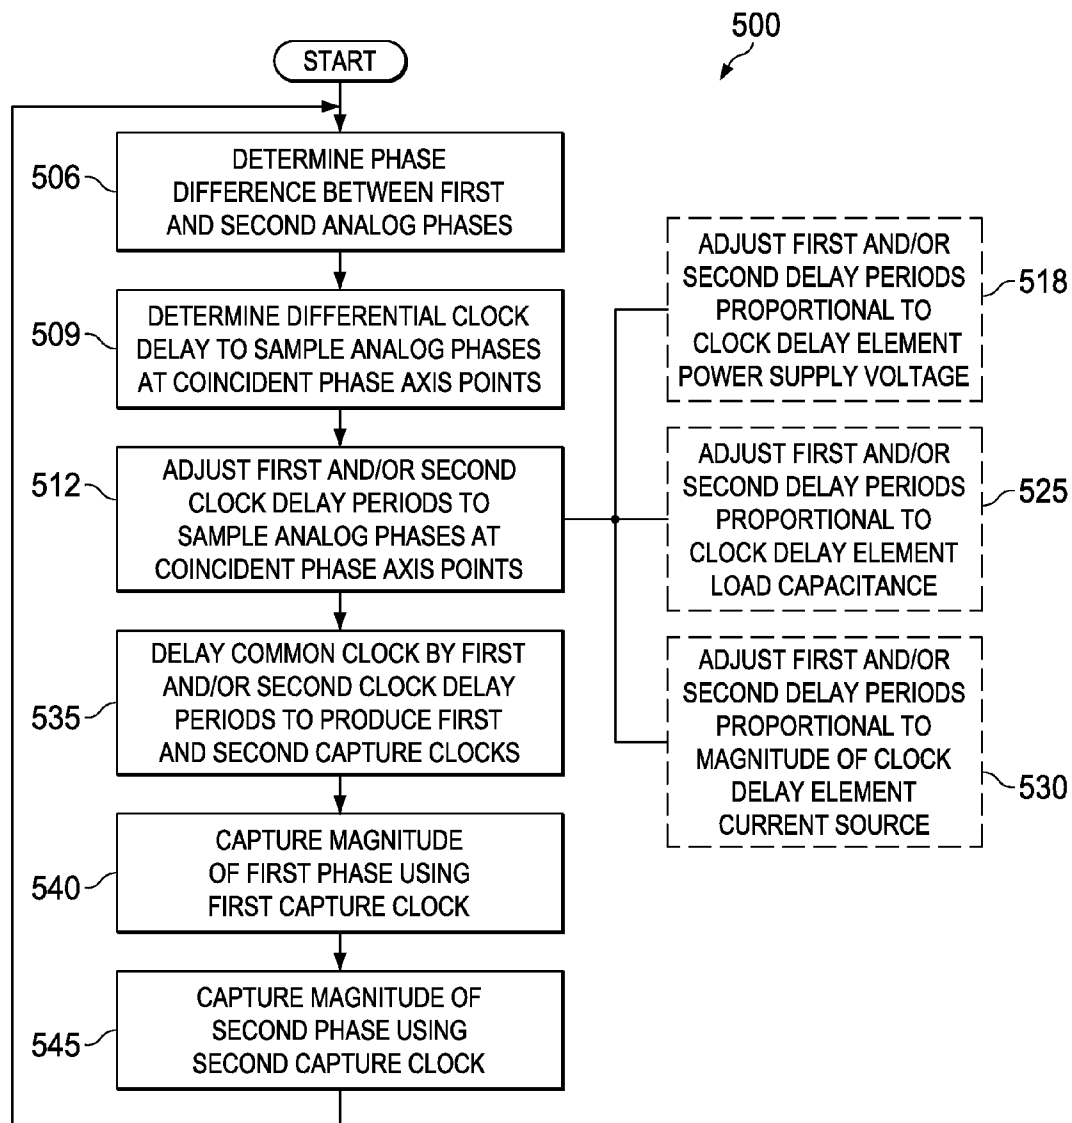 500
START
506
DETERMINE PHASE
DIFFERENCE BETWEEN FIRST
AND SECOND ANALOG PHASES
509
DETERMINE DIFFERENTIAL CLOCK
DELAY TO SAMPLE ANALOG PHASES
AT COINCIDENT PHASE AXIS POINTS
512
ADJUST FIRST AND/OR SECOND
CLOCK DELAY PERIODS TO
SAMPLE ANALOG PHASES AT
COINCIDENT PHASE AXIS POINTS
ADJUST FIRST AND/OR
SECOND DELAY PERIODS
PROPORTIONAL TO
CLOCK DELAY ELEMENT
POWER SUPPLY VOLTAGE
518
ADJUST FIRST AND/OR
SECOND DELAY PERIODS
PROPORTIONAL TO
CLOCK DELAY ELEMENT
LOAD CAPACITANCE
525
ADJUST FIRST AND/OR
SECOND DELAY PERIODS
PROPORTIONAL TO
MAGNITUDE OF CLOCK
DELAY ELEMENT
CURRENT SOURCE
530
535
DELAY COMMON CLOCK BY FIRST
AND/OR SECOND CLOCK DELAY
PERIODS TO PRODUCE FIRST
AND SECOND CAPTURE CLOCKS
540
CAPTURE MAGNITUDE
OF FIRST PHASE USING
FIRST CAPTURE CLOCK
545
CAPTURE MAGNITUDE OF
SECOND PHASE USING
SECOND CAPTURE CLOCK